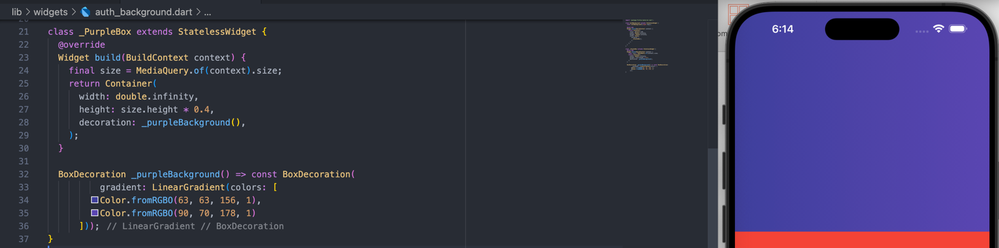 lib > widgets > auth_background.dart > ...
21 class _PurpleBox extends StatelessWidget {
22 @override
23 Widget build(BuildContext context) {
24 final size = MediaQuery.of(context).size;
25 return Container(
26 width: double.infinity,
27 height: size.height * 0.4,
28 decoration: _purpleBackground(),
29 );
30 }
31
32 BoxDecoration _purpleBackground() => const BoxDecoration(
33 gradient: LinearGradient(colors: [
34 Color.fromRGBO(63, 63, 156, 1),
35 Color.fromRGBO(90, 70, 178, 1)
36 ])); // LinearGradient // BoxDecoration
37 }
6:14